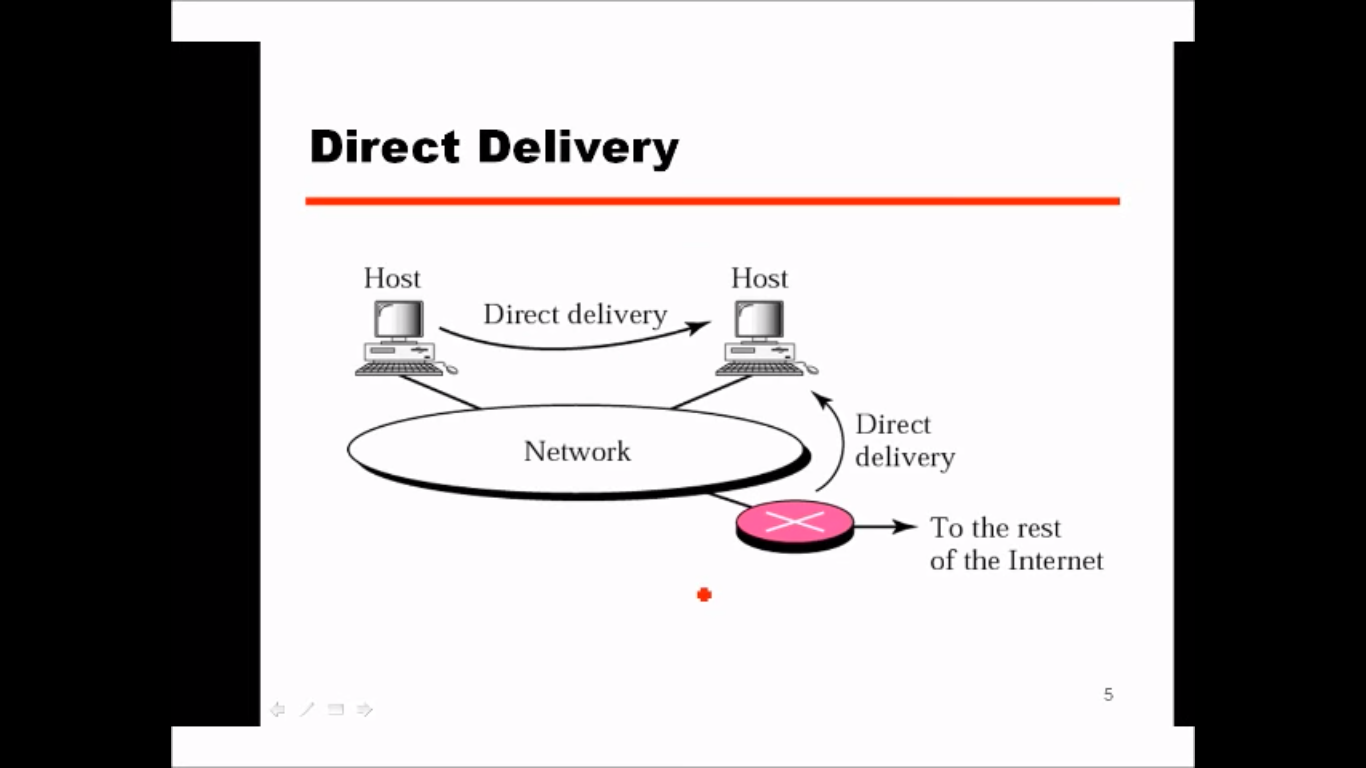 Direct Delivery
Host
Host
Direct delivery
Direct
delivery
Network
To the rest
of the Internet
5